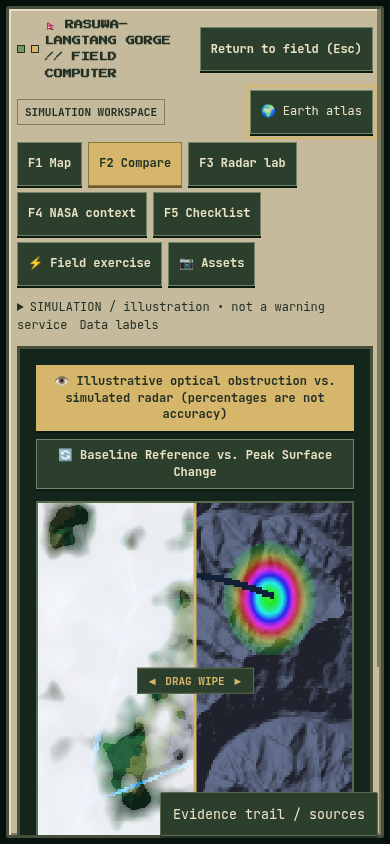 RASUWA—
LANGTANG GORGE
// FIELD
COMPUTER
Return to field (Esc)
SIMULATION WORKSPACE
Earth atlas
F1 Map
F2 Compare
F3 Radar lab
F4 NASA context
F5 Checklist
Field exercise
Assets
SIMULATION / illustration • not a warning
service Data labels
Illustrative optical obstruction vs.
simulated radar (percentages are not
accuracy)
Baseline Reference vs. Peak Surface
Change
◄ DRAG WIPE ►
Evidence trail / sources